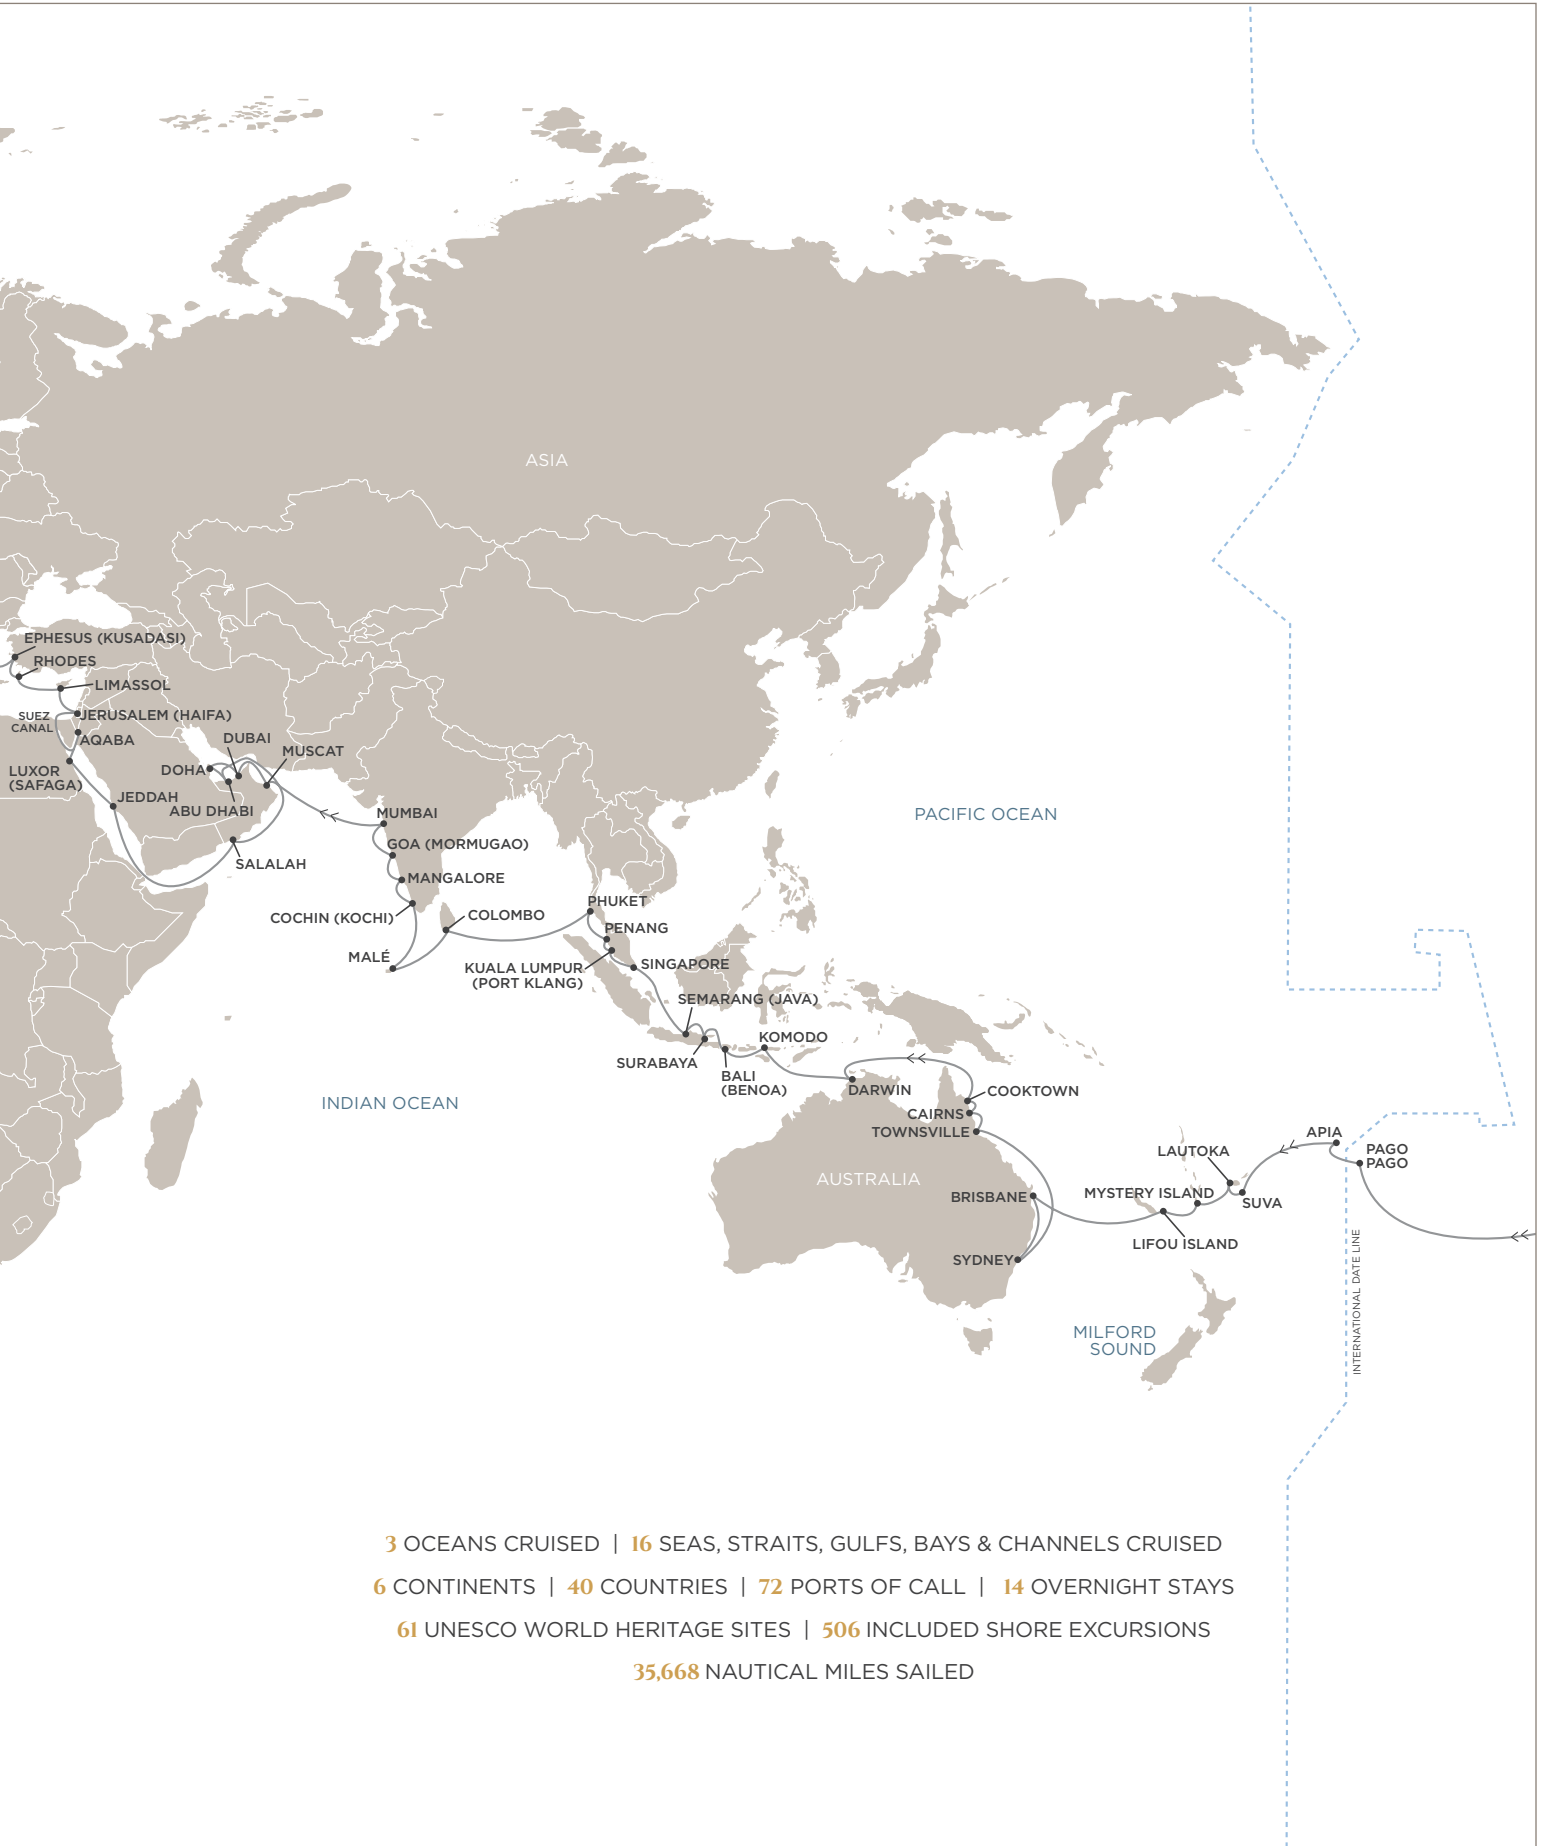 ASIA
EPHESUS (KUSADASI)
RHODES
LIMASSOL
SUEZ
CANAL
JERUSALEM (HAIFA)
AQABA
DUBAI
MUSCAT
LUXOR
(SAFAGA)
DOHA
JEDDAH
ABU DHABI
MUMBAI
PACIFIC OCEAN
GOA (MORMUGAO)
SALALAH
MANGALORE
COCHIN (KOCHI)
COLOMBO
PHUKET
PENANG
MALÉ
KUALA LUMPUR
(PORT KLANG)
SINGAPORE
SEMARANG (JAVA)
KOMODO
SURABAYA
BALI
(BENOA)
DARWIN
COOKTOWN
INDIAN OCEAN
CAIRNS
TOWNSVILLE
APIA
PAGO
PAGO
LAUTOKA
AUSTRALIA
BRISBANE
MYSTERY ISLAND
SUVA
LIFOU ISLAND
SYDNEY
INTERNATIONAL DATE LINE
MILFORD
SOUND
3 OCEANS CRUISED | 16 SEAS, STRAITS, GULFS, BAYS & CHANNELS CRUISED
6 CONTINENTS | 40 COUNTRIES | 72 PORTS OF CALL | 14 OVERNIGHT STAYS
61 UNESCO WORLD HERITAGE SITES | 506 INCLUDED SHORE EXCURSIONS
35,668 NAUTICAL MILES SAILED